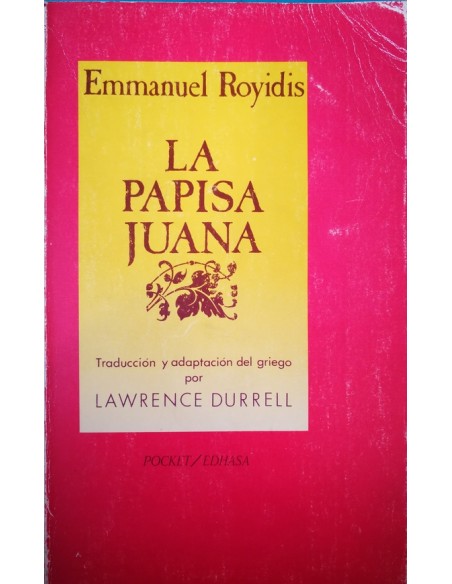 Emmanuel Royidis
LA
PAPISA
JUANA
Traducción y adaptación del griego
por
LAWRENCE DURRELL
POCKET/EDHASA